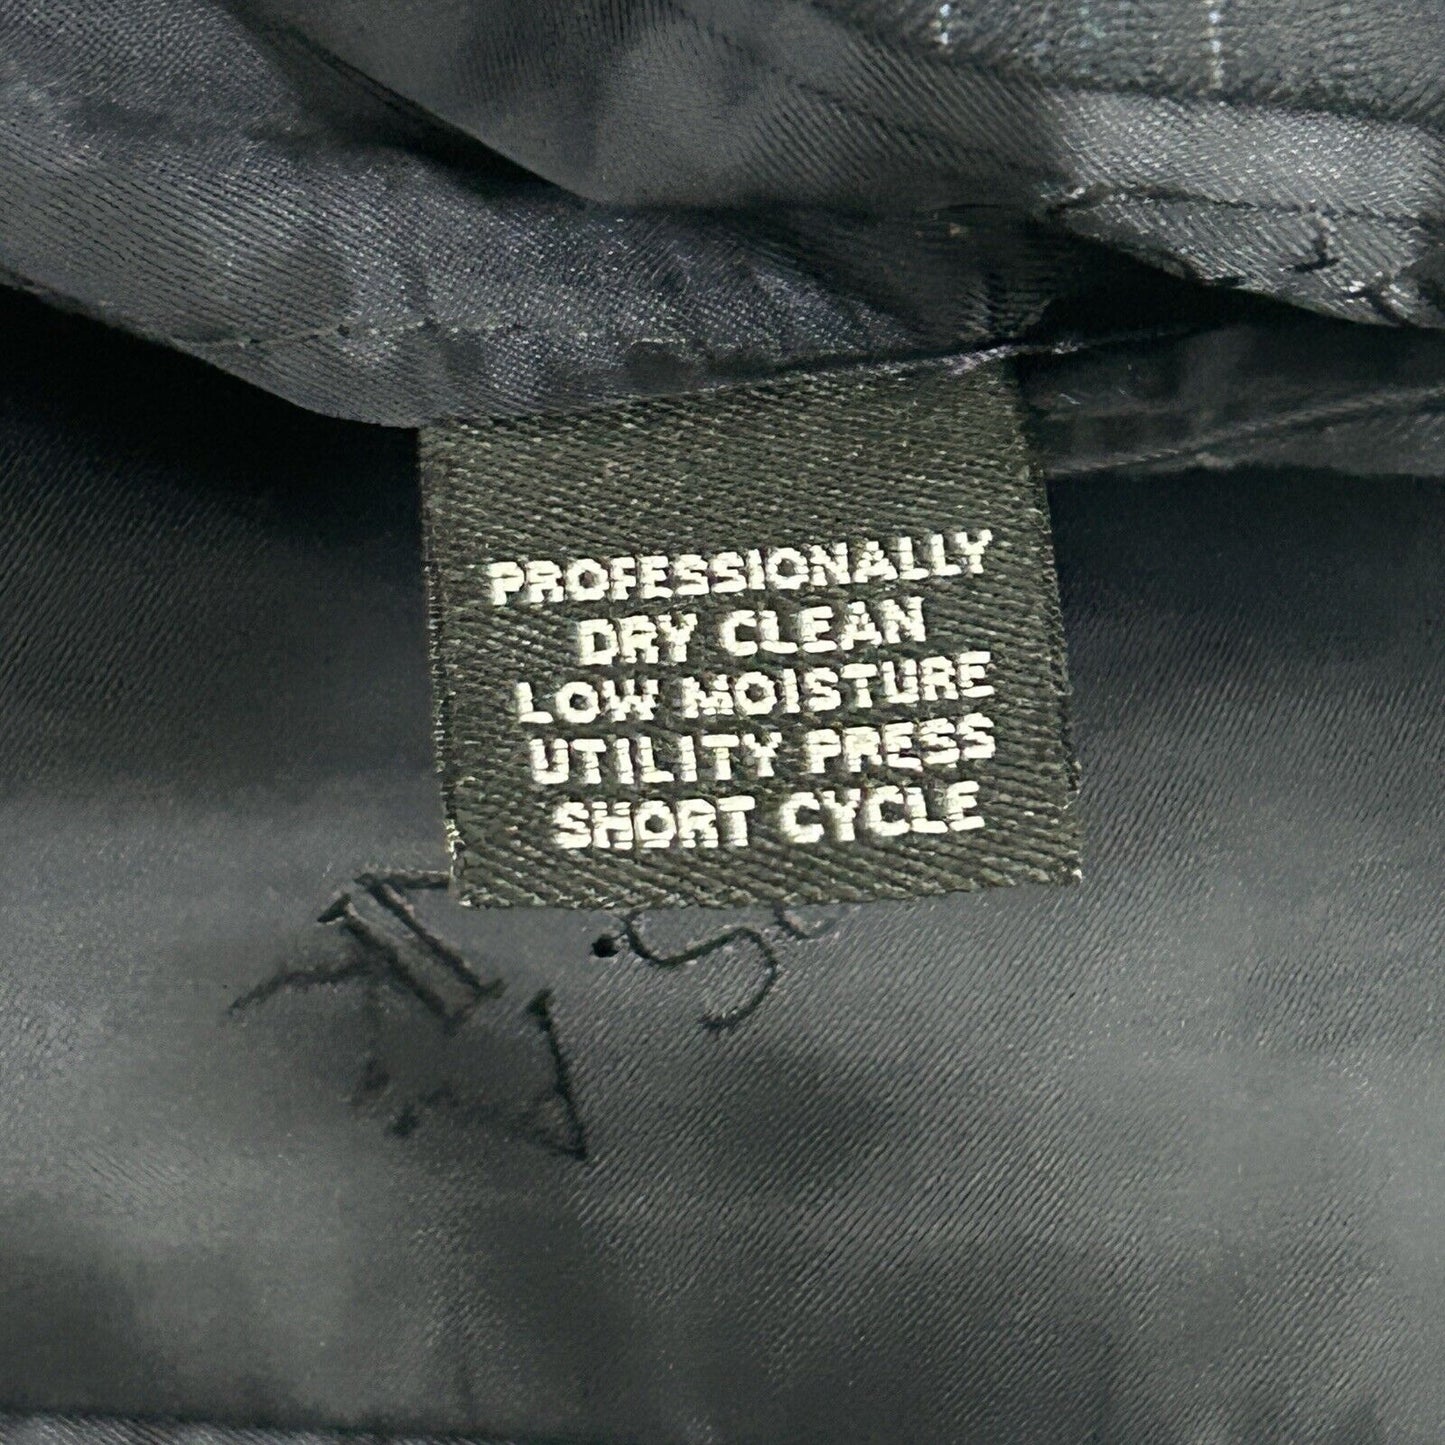 PROFESSIONALLY
DRY CLEAN
LOW MOISTURE
UTILITY PRESS
SHORT CYCLE